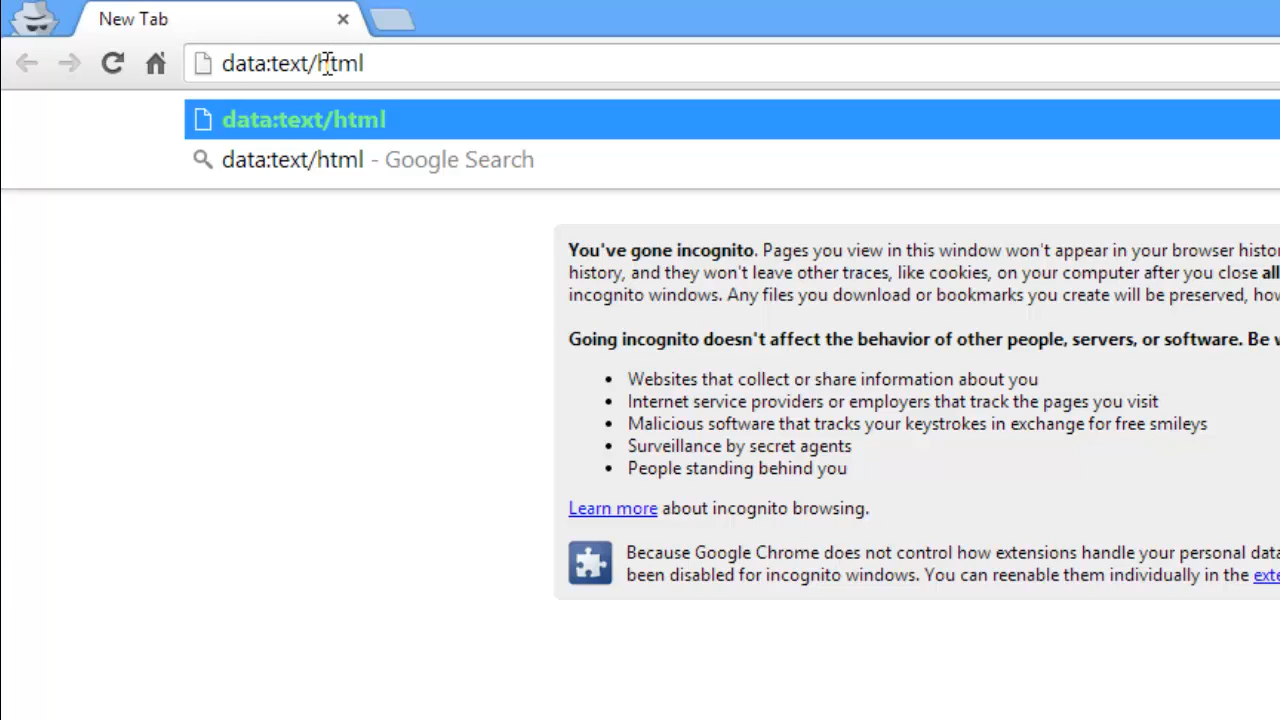 New Tab
data:text/html
data:text/html
data:text/html - Google Search
You've gone incognito. Pages you view in this window won't appear in your browser
history, and they won't leave other traces, like cookies, on your computer after you close all
incognito windows. Any files you download or bookmarks you create will be preserved,
Going incognito doesn't affect the behavior of other people, servers, or software. Be
• Websites that collect or share information about you
• Internet service providers or employers that track the pages you visit
• Malicious software that tracks your keystrokes in exchange for free smileys
• Surveillance by secret agents
• People standing behind you
Learn more about incognito browsing.
Because Google Chrome does not control how extensions handle your personal data
been disabled for incognito windows. You can reenable them individually in the